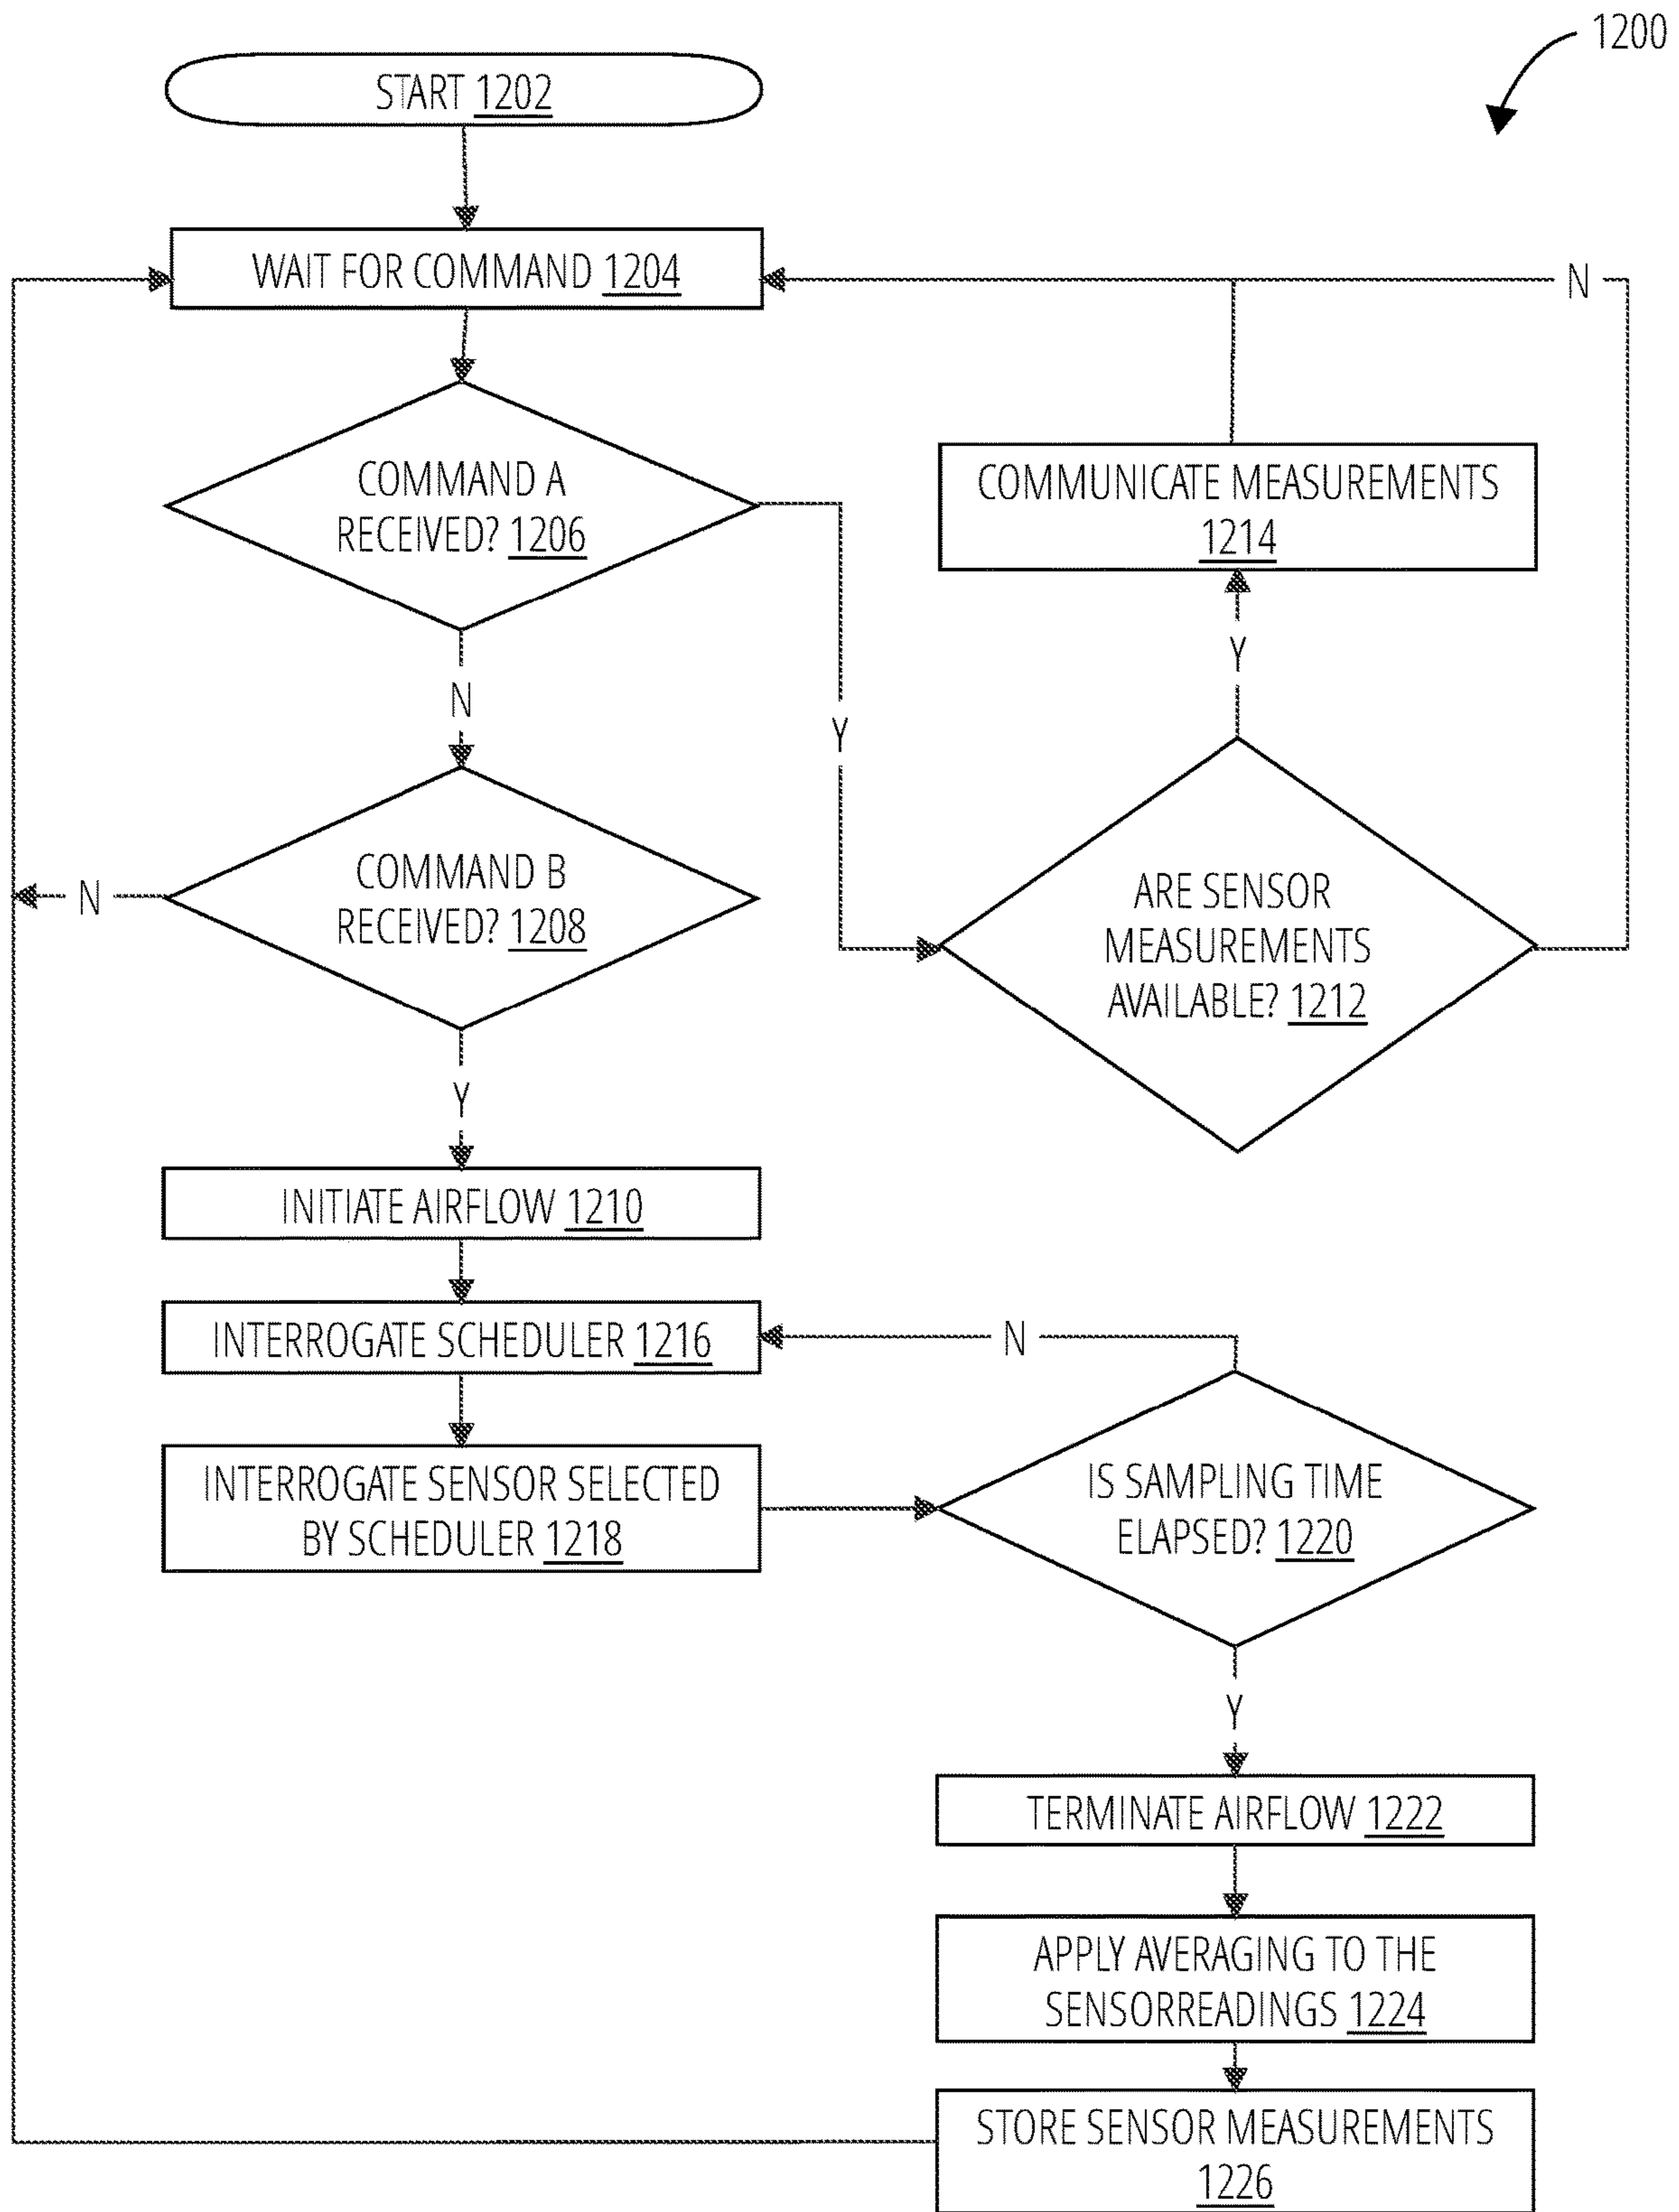 1200
START 1202
WAIT FOR COMMAND 1204
N
COMMAND A
RECEIVED? 1206
COMMUNICATE MEASUREMENTS
1214
Y
N
Y
COMMAND B
RECEIVED? 1208
N
ARE SENSOR
MEASUREMENTS
AVAILABLE? 1212
Y
INITIATE AIRFLOW 1210
INTERROGATE SCHEDULER 1216
N
INTERROGATE SENSOR SELECTED
BY SCHEDULER 1218
IS SAMPLING TIME
ELAPSED? 1220
Y
TERMINATE AIRFLOW 1222
APPLY AVERAGING TO THE
SENSORREADINGS 1224
STORE SENSOR MEASUREMENTS
1226